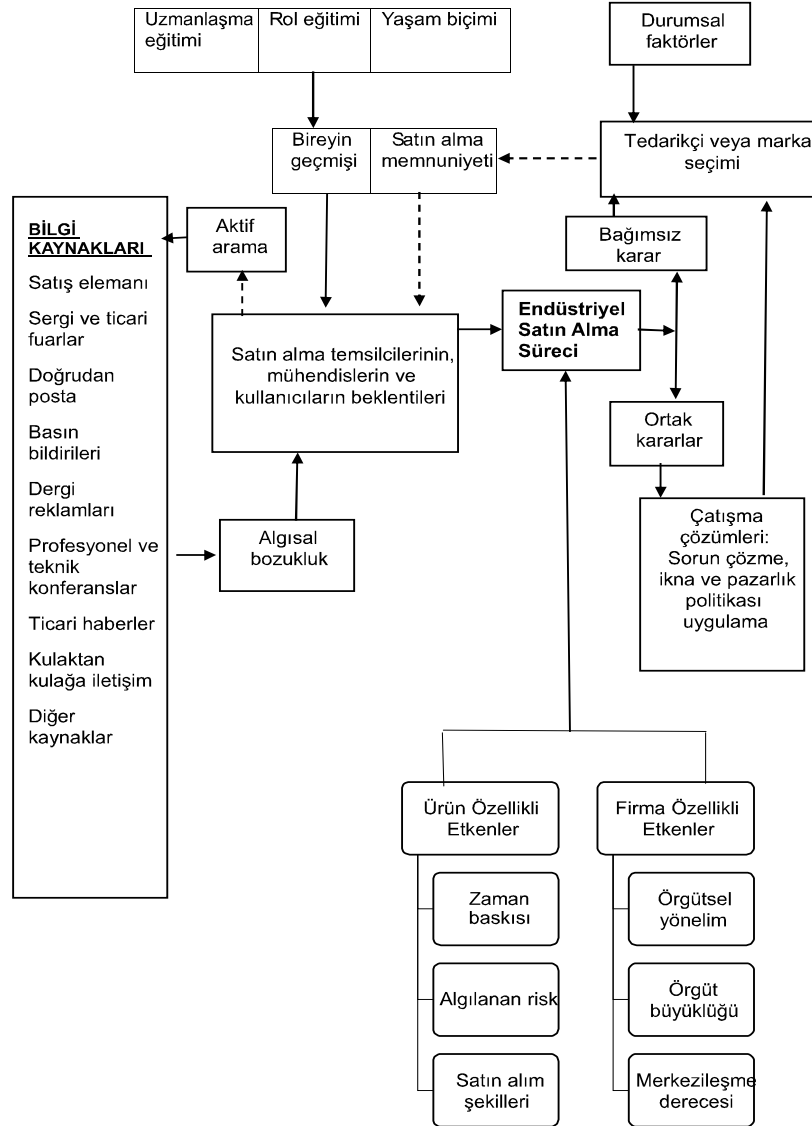 Uzmanlaşma
eğitimi
Rol eğitimi
Yaşam biçimi
Durumsal
faktörler
Bireyin
geçmişi
Satın alma
memnuniyeti
Tedarikçi veya marka
seçimi
BİLGİ
KAYNAKLARI
Satış elemanı
Sergi ve ticari
fuarlar
Doğrudan
posta
Basın
bildirileri
Dergi
reklamları
Profesyonel ve
teknik
konferanslar
Ticari haberler
Kulaktan
kulağa iletişim
Diğer
kaynaklar
Aktif
arama
Bağımsız
karar
Satın alma temsilcilerinin,
mühendislerin ve
kullanıcıların beklentileri
Endüstriyel
Satın Alma
Süreci
Ortak
kararlar
Algısal
bozukluk
Çatışma
çözümleri:
Sorun çözme,
ikna ve pazarlık
politikası
uygulama
Ürün Özellikli
Etkenler
Zaman
baskısı
Algılanan risk
Satın alım
şekilleri
Firma Özellikli
Etkenler
Örgütsel
yönelim
Örgüt
büyüklüğü
Merkezileşme
derecesi